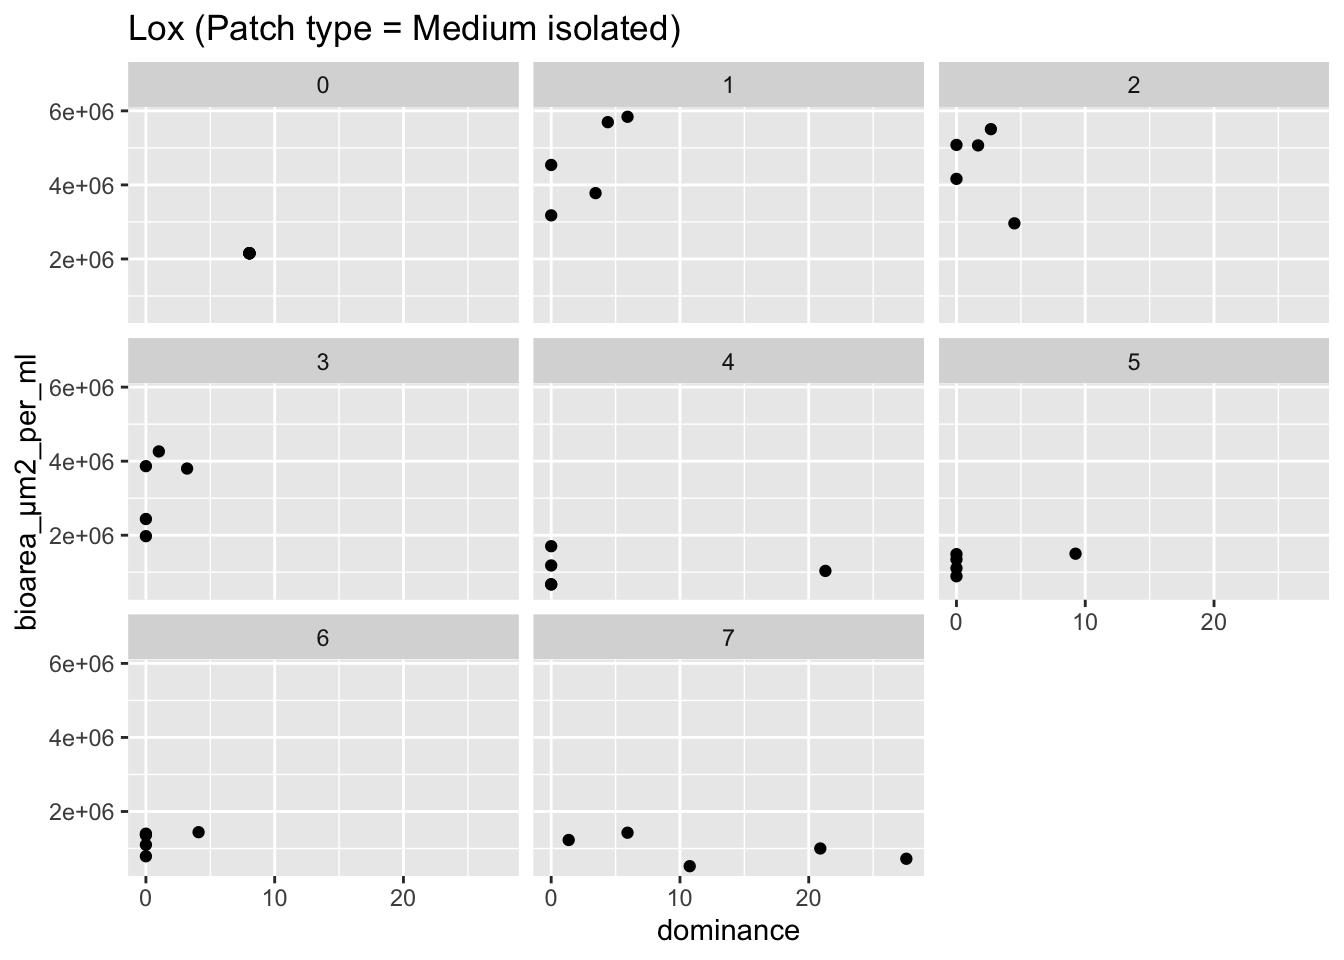 Lox (Patch type = Medium isolated)
0 1 2
6e+06
4e+06
2e+06
3 4 5
6e+06
4e+06
2e+06
0 10 20
6 7
6e+06
4e+06
2e+06
0 10 20 0 10 20
dominance
bioarea_µm2_per_ml